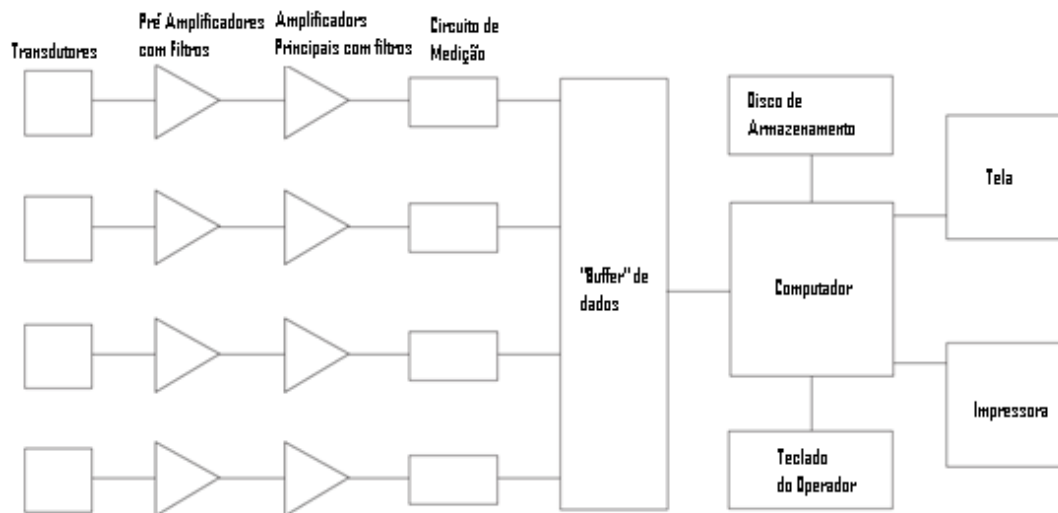 Transdutores
Pré Amplificadores
com Filtros
Amplificadors
Principais com filtros
Circuito de
Medição
"Buffer" de
dados
Disco de
Armazenamento
Computador
Teclado
do Operador
Tela
Impressora